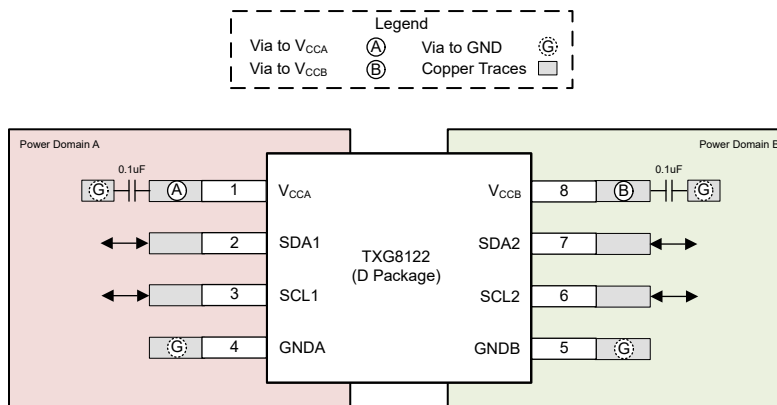 Legend
Via to VCCA A Via to GND G
Via to VCCB B Copper Traces
Power Domain A
Power Domain B
0.1uF
0.1uF
G A 1 VCCA VCCB 8 B G
2 SDA1 SDA2 7
TXG8122
(D Package)
3 SCL1 SCL2 6
G 4 GNDA GNDB 5 G